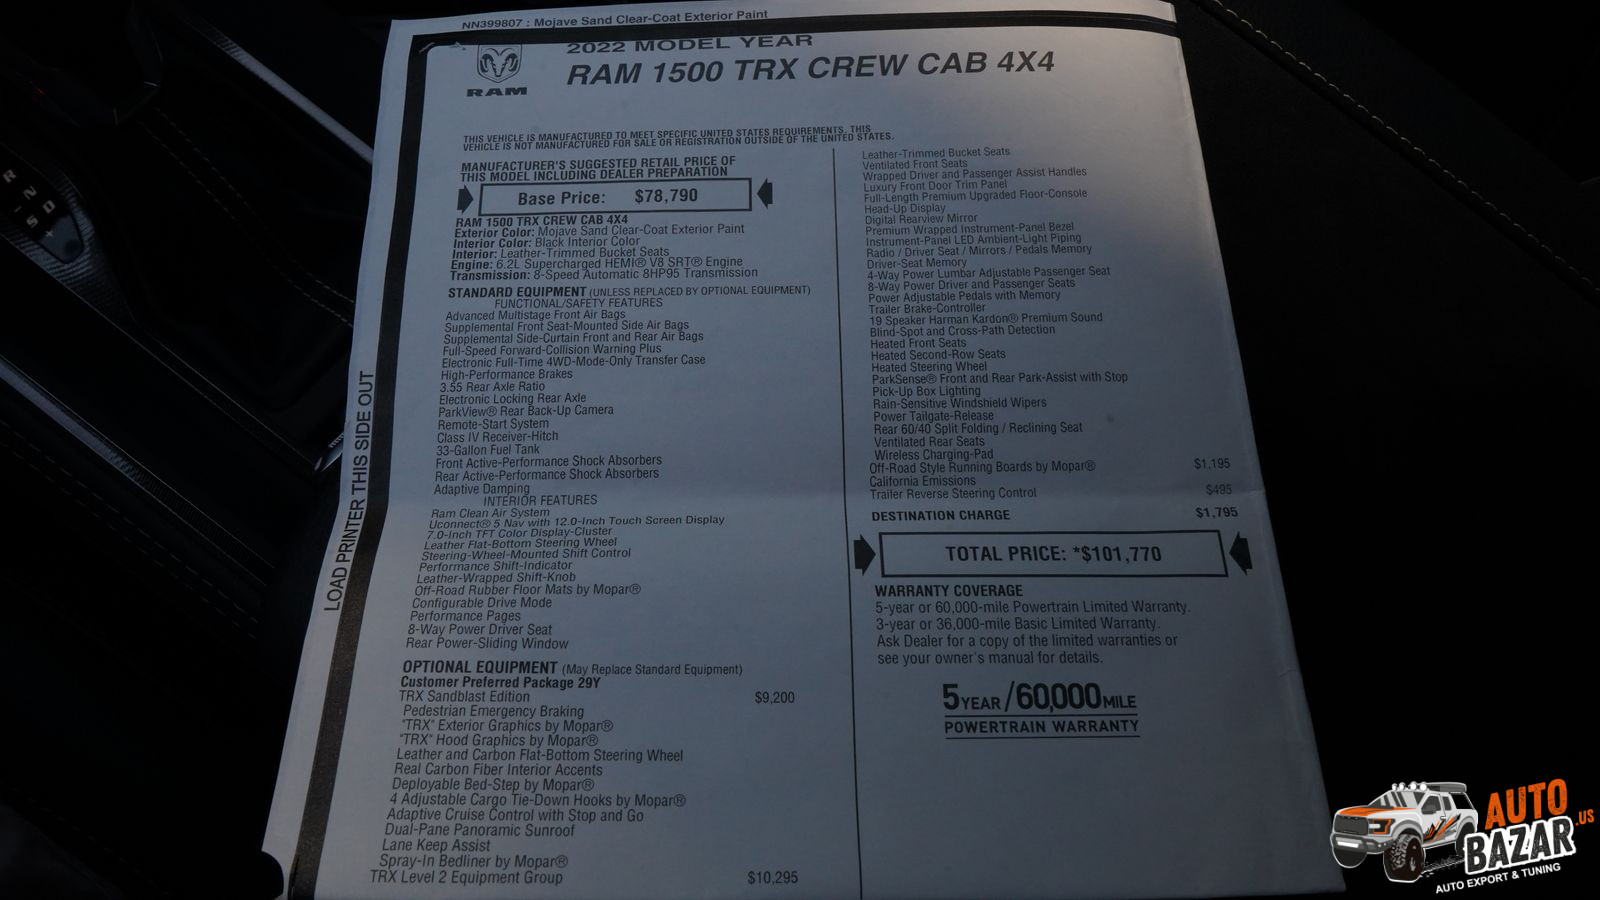 NN399807 : Mojave Sand Clear-Coat Exterior Paint
2022 MODEL YEAR
RAM 1500 TRX CREW CAB 4X4
RAM
THIS VEHICLE IS MANUFACTURED TO MEET SPECIFIC UNITED STATES REQUIREMENTS. THIS
VEHICLE IS NOT MANUFACTURED FOR SALE OR REGISTRATION OUTSIDE OF THE UNITED STATES.
MANUFACTURER'S SUGGESTED RETAIL PRICE OF
THIS MODEL INCLUDING DEALER PREPARATION
Base Price: $78,790
RAM 1500 TRX CREW CAB 4X4
Exterior Color: Mojave Sand Clear-Coat Exterior Paint
Interior Color: Black Interior Color
Interior: Leather-Trimmed Bucket Seats
Engine: 6.2L Supercharged HEMI® V8 SRT® Engine
Transmission: 8-Speed Automatic 8HP95 Transmission
STANDARD EQUIPMENT (UNLESS REPLACED BY OPTIONAL EQUIPMENT)
FUNCTIONAL/SAFETY FEATURES
Advanced Multistage Front Air Bags
Supplemental Front Seat-Mounted Side Air Bags
Supplemental Side-Curtain Front and Rear Air Bags
Full-Speed Forward-Collision Warning Plus
Electronic Full-Time 4WD-Mode-Only Transfer Case
High-Performance Brakes
3.55 Rear Axle Ratio
Electronic Locking Rear Axle
ParkView® Rear Back-Up Camera
Remote-Start System
Class IV Receiver-Hitch
33-Gallon Fuel Tank
Front Active-Performance Shock Absorbers
Rear Active-Performance Shock Absorbers
Adaptive Damping
INTERIOR FEATURES
Ram Clean Air System
Uconnect® 5 Nav with 12.0-Inch Touch Screen Display
7.0-Inch TFT Color Display-Cluster
Leather Flat-Bottom Steering Wheel
Steering-Wheel-Mounted Shift Control
Performance Shift-Indicator
Leather-Wrapped Shift-Knob
Off-Road Rubber Floor Mats by Mopar®
Configurable Drive Mode
Performance Pages
8-Way Power Driver Seat
Rear Power-Sliding Window
OPTIONAL EQUIPMENT (May Replace Standard Equipment)
Customer Preferred Package 29Y
TRX Sandblast Edition $9,200
Pedestrian Emergency Braking
"TRX" Exterior Graphics by Mopar®
"TRX" Hood Graphics by Mopar®
Leather and Carbon Flat-Bottom Steering Wheel
Real Carbon Fiber Interior Accents
Deployable Bed-Step by Mopar®
4 Adjustable Cargo Tie-Down Hooks by Mopar®
Adaptive Cruise Control with Stop and Go
Dual-Pane Panoramic Sunroof
Lane Keep Assist
Spray-In Bedliner by Mopar®
TRX Level 2 Equipment Group $10,295
Leather-Trimmed Bucket Seats
Ventilated Front Seats
Wrapped Driver and Passenger Assist Handles
Luxury Front Door Trim Panel
Full-Length Premium Upgraded Floor-Console
Head-Up Display
Digital Rearview Mirror
Premium Wrapped Instrument-Panel Bezel
Instrument-Panel LED Ambient-Light Piping
Radio / Driver Seat / Mirrors / Pedals Memory
Driver-Seat Memory
4-Way Power Lumbar Adjustable Passenger Seat
8-Way Power Driver and Passenger Seats
Power Adjustable Pedals with Memory
Trailer Brake-Controller
19 Speaker Harman Kardon® Premium Sound
Blind-Spot and Cross-Path Detection
Heated Front Seats
Heated Second-Row Seats
Heated Steering Wheel
ParkSense® Front and Rear Park-Assist with Stop
Pick-Up Box Lighting
Rain-Sensitive Windshield Wipers
Power Tailgate-Release
Rear 60/40 Split Folding / Reclining Seat
Ventilated Rear Seats
Wireless Charging-Pad
Off-Road Style Running Boards by Mopar® $1,195
California Emissions
Trailer Reverse Steering Control $495
DESTINATION CHARGE $1,795
TOTAL PRICE: *$101,770
WARRANTY COVERAGE
5-year or 60,000-mile Powertrain Limited Warranty.
3-year or 36,000-mile Basic Limited Warranty.
Ask Dealer for a copy of the limited warranties or
see your owner's manual for details.
5 YEAR / 60,000 MILE
POWERTRAIN WARRANTY
LOAD PRINTER THIS SIDE OUT
AUTO
BAZAR.US
AUTO EXPORT & TUNING